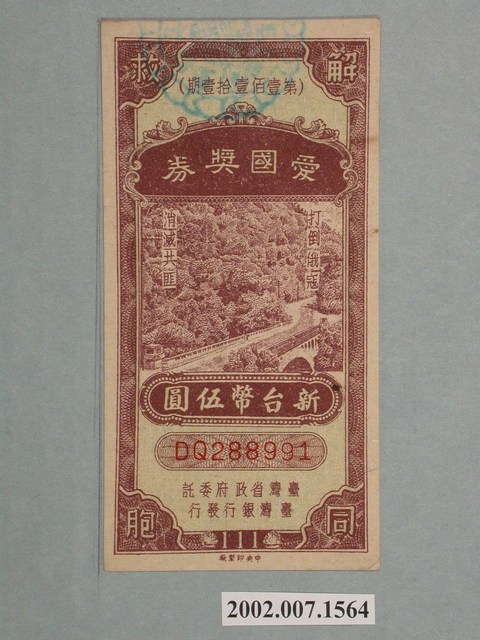 解救
(第壹佰壹拾壹期)
愛國獎券
打倒俄寇
消滅共匪
新台幣伍圓
DQ288991
臺灣省政府委託
臺灣銀行發行
同胞
111
中央印製廠
2002.007.1564